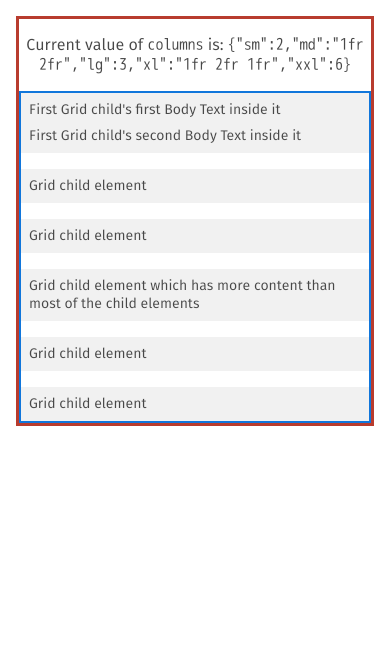 Current value of columns is: {"sm":2,"md":"1fr
2fr","lg":3,"xl":"1fr 2fr 1fr","xxl":6}
First Grid child's first Body Text inside it
First Grid child's second Body Text inside it
Grid child element
Grid child element
Grid child element which has more content than
most of the child elements
Grid child element
Grid child element